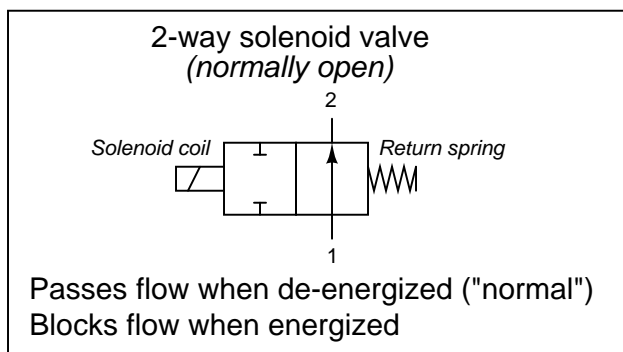 2-way solenoid valve
(normally open)
2
Solenoid coil
Return spring
1
Passes flow when de-energized ("normal")
Blocks flow when energized